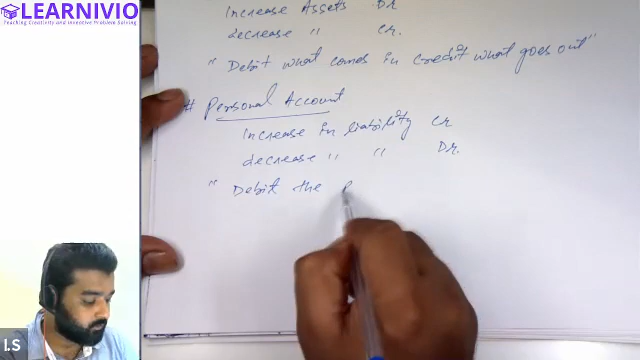 LEARNIVIO
Teaching Creativity and Inventive Problem Solving
Increase Assets Dr
decrease " Cr.
" Debit what comes in credit what goes out "
# Personal Account
Increase in liability Cr
decrease " " Dr.
" Debit the
I.S